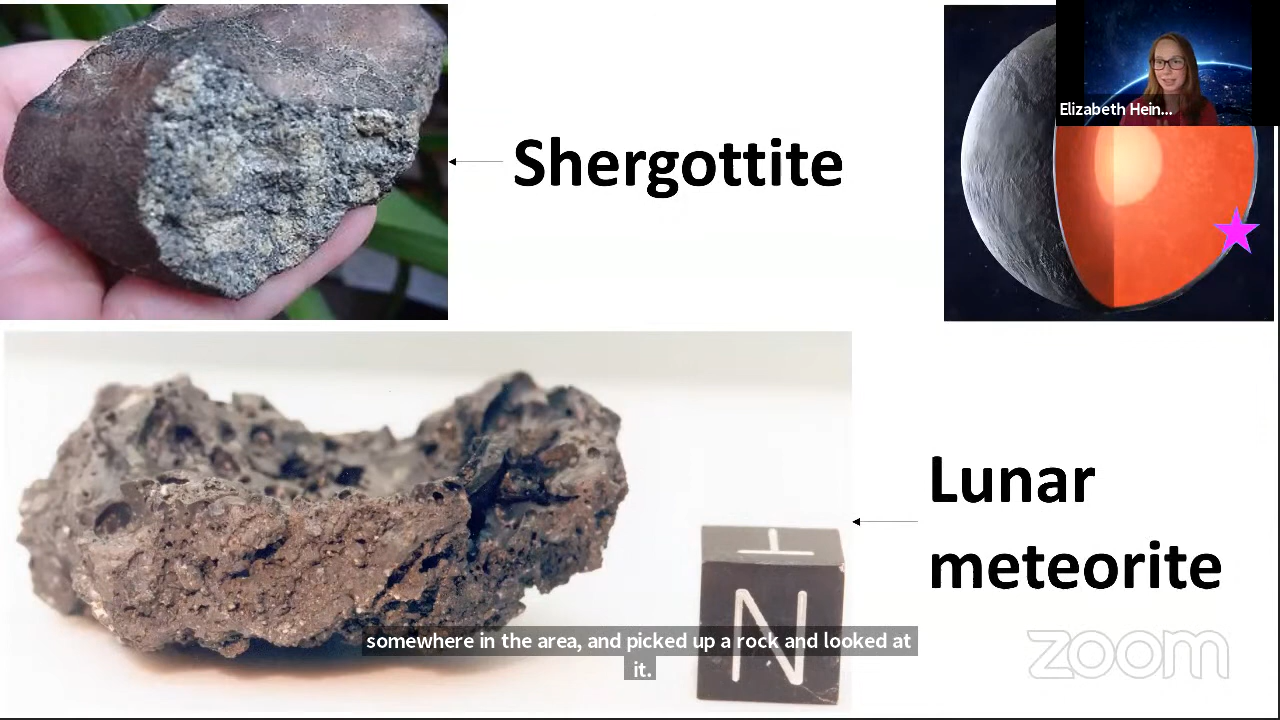 Elizabeth Hein...
Shergottite
Lunar
meteorite
T
N
somewhere in the area, and picked up a rock and looked at
it.
zoom